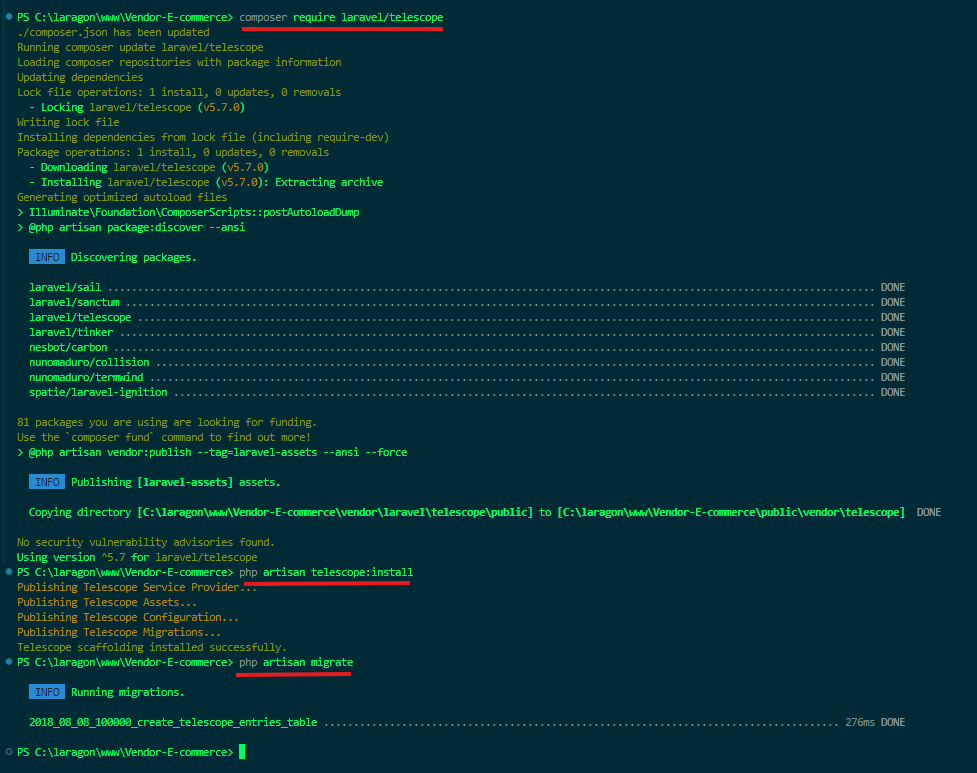 PS C:\laragon\www\Vendor-E-commerce> composer require laravel/telescope
./composer.json has been updated
Running composer update laravel/telescope
Loading composer repositories with package information
Updating dependencies
Lock file operations: 1 install, 0 updates, 0 removals
  - Locking laravel/telescope (v5.7.0)
Writing lock file
Installing dependencies from lock file (including require-dev)
Package operations: 1 install, 0 updates, 0 removals
  - Downloading laravel/telescope (v5.7.0)
  - Installing laravel/telescope (v5.7.0): Extracting archive
Generating optimized autoload files
> Illuminate\Foundation\ComposerScripts::postAutoloadDump
> @php artisan package:discover --ansi
INFO Discovering packages.
laravel/sail ................................................................ DONE
laravel/sanctum ................................................................ DONE
laravel/telescope ................................................................ DONE
laravel/tinker ................................................................ DONE
nesbot/carbon ................................................................ DONE
nunomaduro/collision ................................................................ DONE
nunomaduro/termwind ................................................................ DONE
spatie/laravel-ignition ................................................................ DONE
81 packages you are using are looking for funding.
Use the `composer fund` command to find out more!
> @php artisan vendor:publish --tag=laravel-assets --ansi --force
INFO Publishing [laravel-assets] assets.
Copying directory [C:\laragon\www\Vendor-E-commerce\vendor\laravel\telescope\public] to [C:\laragon\www\Vendor-E-commerce\public\vendor\telescope] DONE
No security vulnerability advisories found.
Using version ^5.7 for laravel/telescope
PS C:\laragon\www\Vendor-E-commerce> php artisan telescope:install
Publishing Telescope Service Provider...
Publishing Telescope Assets...
Publishing Telescope Configuration...
Publishing Telescope Migrations...
Telescope scaffolding installed successfully.
PS C:\laragon\www\Vendor-E-commerce> php artisan migrate
INFO Running migrations.
2018_08_08_100000_create_telescope_entries_table ................................................................ 276ms DONE
PS C:\laragon\www\Vendor-E-commerce>